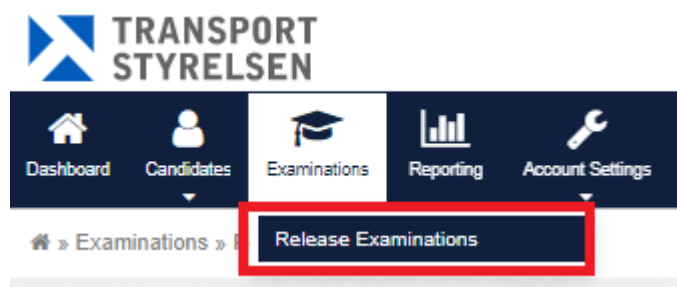 TRANSPORT
STYRELSEN
Dashboard Candidates Examinations Reporting Account Settings
» Examinations »
Release Examinations